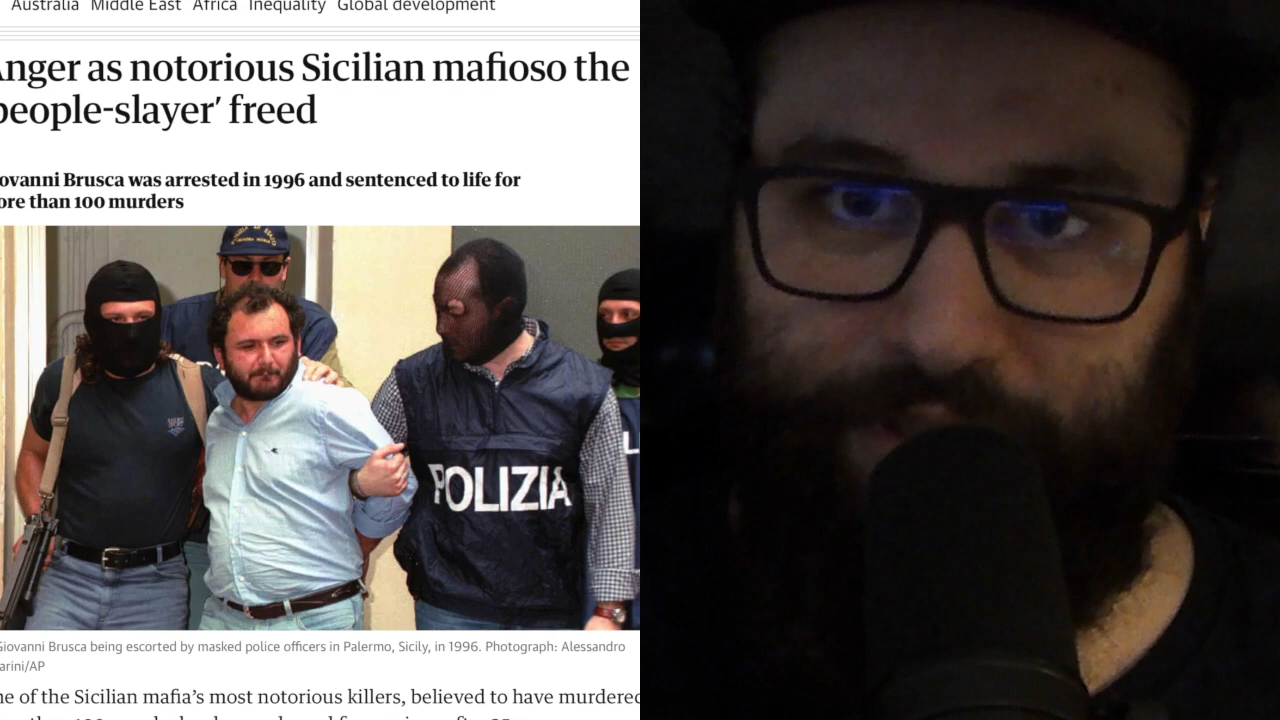 Australia Middle East Africa Inequality Global development
Anger as notorious Sicilian mafioso the
people-slayer’ freed
iovanni Brusca was arrested in 1996 and sentenced to life for
ore than 100 murders
POLIZIA
Giovanni Brusca being escorted by masked police officers in Palermo, Sicily, in 1996. Photograph: Alessandro
arini/AP
ne of the Sicilian mafia’s most notorious killers, believed to have murdered